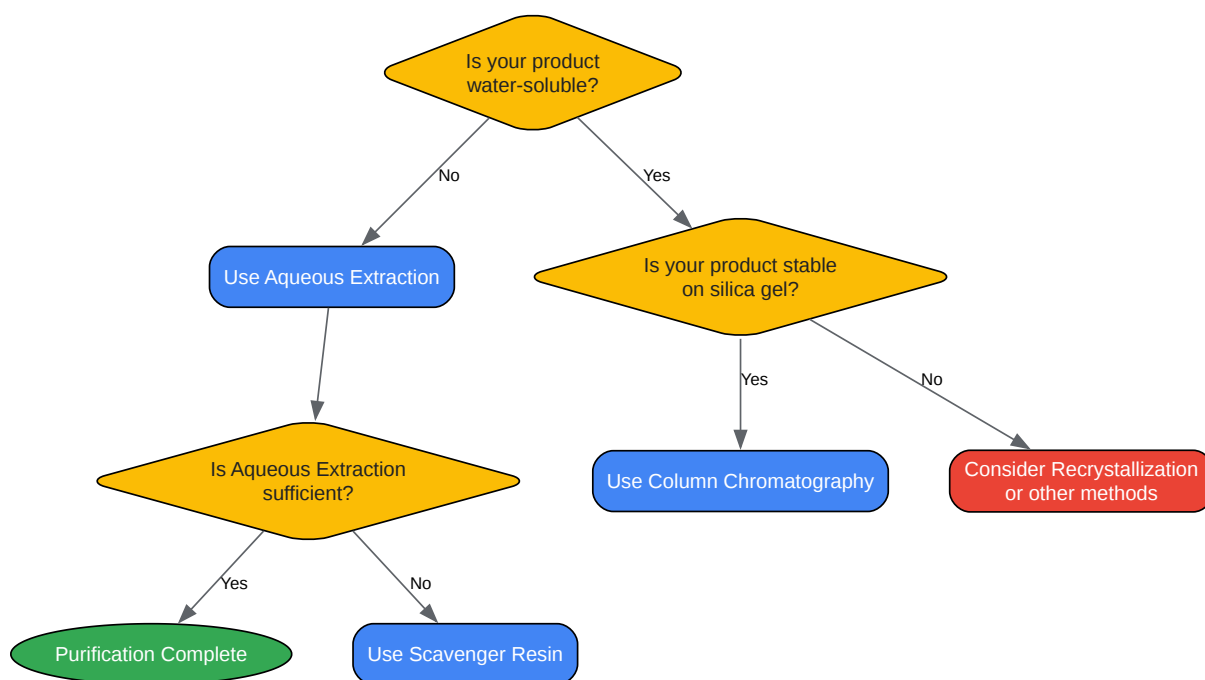 Is your product
water-soluble?
No
Yes
Use Aqueous Extraction
Is your product stable
on silica gel?
Yes
No
Is Aqueous Extraction
sufficient?
Use Column Chromatography
Consider Recrystallization
or other methods
Yes
No
Purification Complete
Use Scavenger Resin